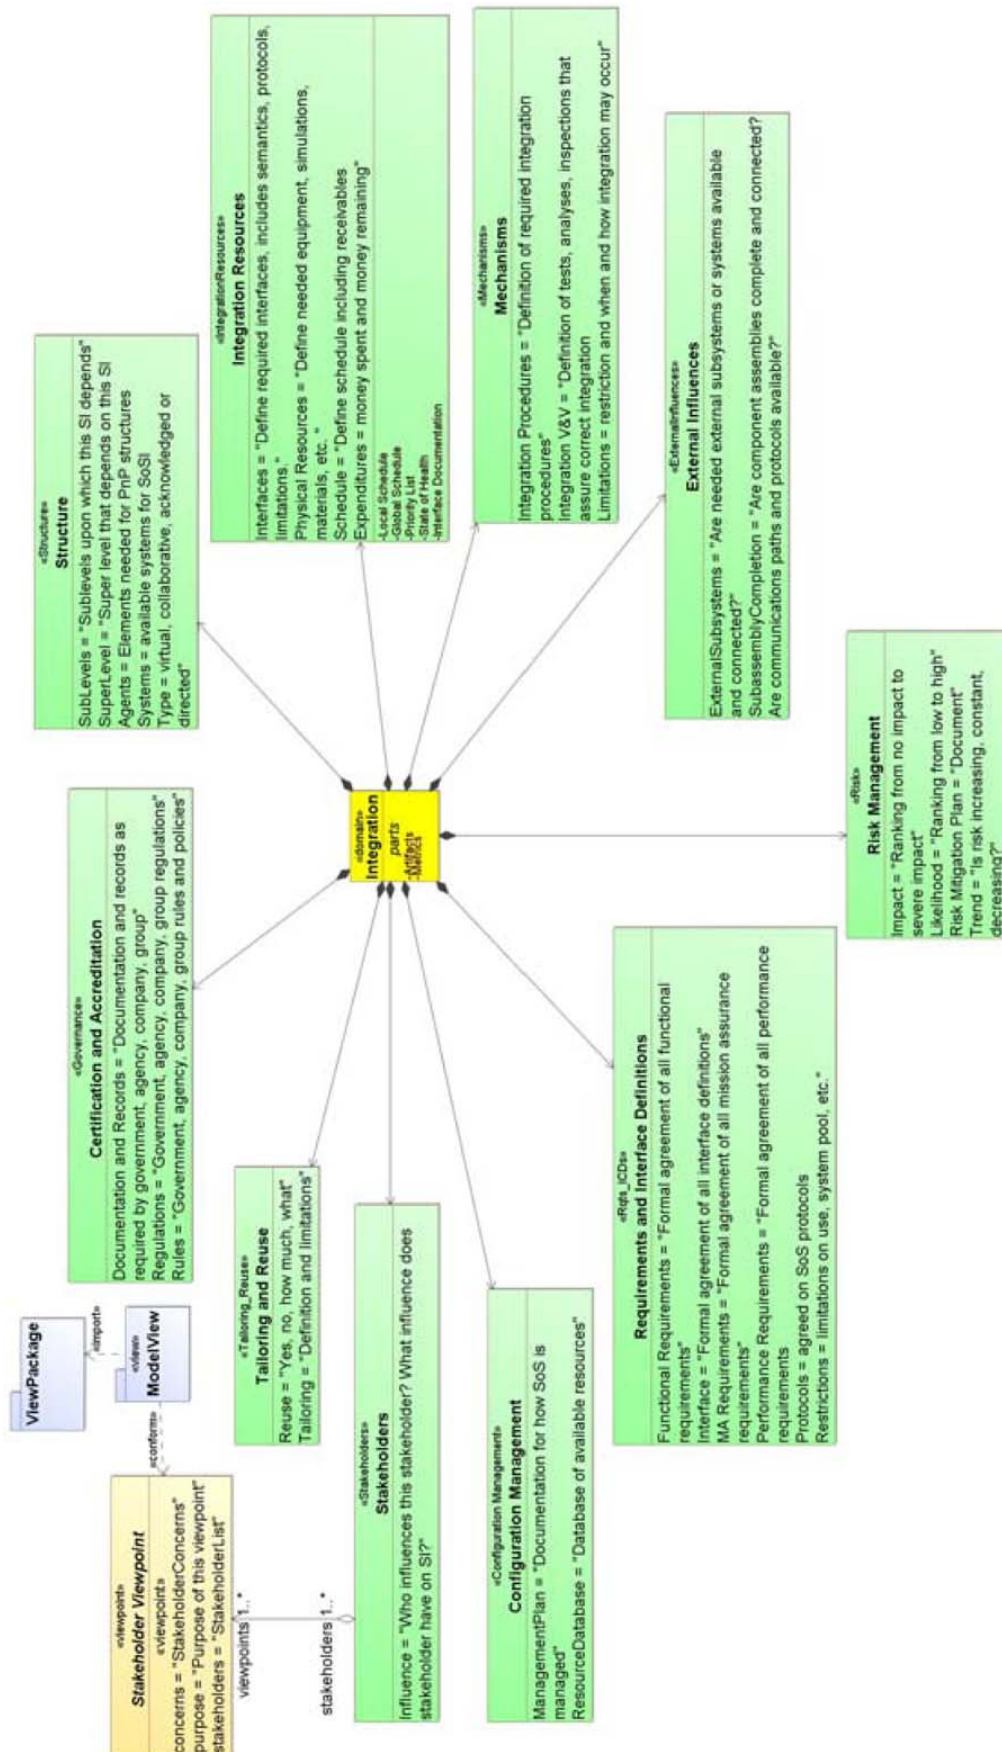 «viewpoint»
Stakeholder Viewpoint
«viewpoint»
concerns = "StakeholderConcerns"
purpose = "Purpose of this viewpoint"
stakeholders = "StakeholderList"
ViewPackage
«import»
«view»
ModelView
«conform»
viewpoints 1..*
stakeholders 1..*
«Governance»
Certification and Accreditation
Documentation and Records = "Documentation and records as
required by government, agency, company, group"
Regulations = "Government, agency, company, group regulations"
Rules = "Government, agency, company, group rules and policies"
«Structure»
Structure
SubLevels = "Sublevels upon which this SI depends"
SuperLevel = "Super level that depends on this SI
Agents = Elements needed for PnP structures
Systems = available systems for SoSI
Type = virtual, collaborative, acknowledged or
directed"
«Tailoring_Reuse»
Tailoring and Reuse
Reuse = "Yes, no, how much, what"
Tailoring = "Definition and limitations"
«IntegrationResources»
Integration Resources
Interfaces = "Define required interfaces, includes semantics, protocols,
limitations."
Physical Resources = "Define needed equipment, simulations,
materials, etc. "
Schedule = "Define schedule including receivables
Expenditures = money spent and money remaining"
-Local Schedule
-Global Schedule
-Priority List
-State of Health
-Interface Documentation
«Stakeholders»
Stakeholders
Influence = "Who influences this stakeholder? What influence does
stakeholder have on SI?"
«domain»
Integration
parts
-Artifacts
-Metrics
«Mechanisms»
Mechanisms
Integration Procedures = "Definition of required integration
procedures"
Integration V&V = "Definition of tests, analyses, inspections that
assure correct integration
Limitations = restriction and when and how integration may occur"
«Configuration Management»
Configuration Management
ManagementPlan = "Documentation for how SoS is
managed"
ResourceDatabase = "Database of available resources"
«Rqts_ICDs»
Requirements and Interface Definitions
Functional Requirements = "Formal agreement of all functional
requirements"
Interface = "Formal agreement of all interface definitions"
MA Requirements = "Formal agreement of all mission assurance
requirements"
Performance Requirements = "Formal agreement of all performance
requirements
Protocols = agreed on SoS protocols
Restrictions = limitations on use, system pool, etc."
«ExternalInfluences»
External Influences
ExternalSubsystems = "Are needed external subsystems or systems available
and connected?"
SubassemblyCompletion = "Are component assemblies complete and connected?
Are communications paths and protocols available?"
«Risk»
Risk Management
Impact = "Ranking from no impact to
severe impact"
Likelihood = "Ranking from low to high"
Risk Mitigation Plan = "Document"
Trend = "Is risk increasing, constant,
decreasing?"